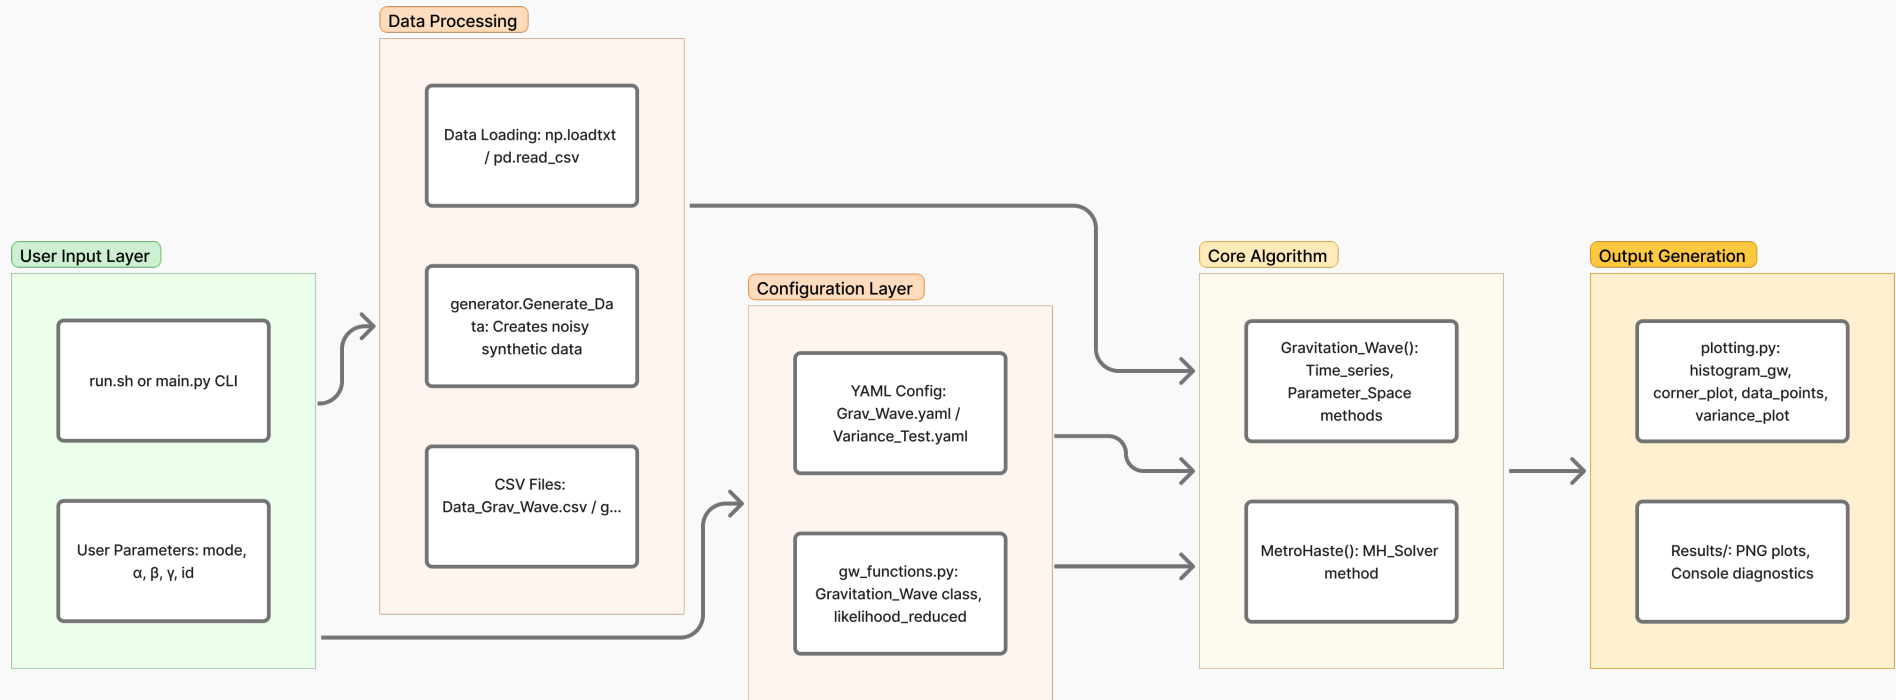 Data Processing
Data Loading: np.loadtxt
/ pd.read_csv
generator.Generate_Da
ta: Creates noisy
synthetic data
CSV Files:
Data_Grav_Wave.csv / g...
User Input Layer
run.sh or main.py CLI
User Parameters: mode,
α, β, γ, id
Configuration Layer
YAML Config:
Grav_Wave.yaml /
Variance_Test.yaml
gw_functions.py:
Gravitation_Wave class,
likelihood_reduced
Core Algorithm
Gravitation_Wave():
Time_series,
Parameter_Space
methods
MetroHaste(): MH_Solver
method
Output Generation
plotting.py:
histogram_gw,
corner_plot, data_points,
variance_plot
Results/: PNG plots,
Console diagnostics